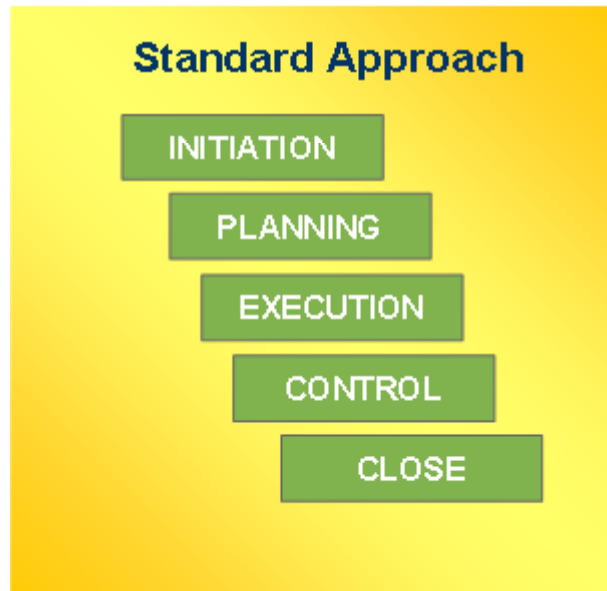 Standard Approach
INITIATION
PLANNING
EXECUTION
CONTROL
CLOSE